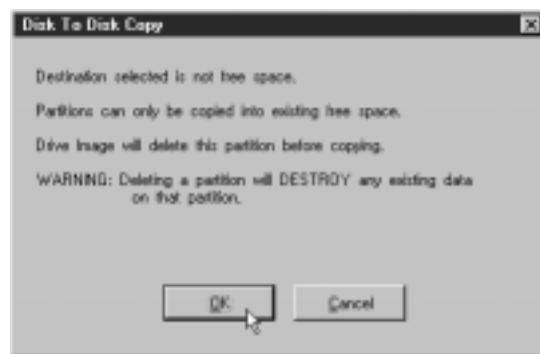 Disk To Disk Copy
Destination selected is not free space.
Partitions can only be copied into existing free space.
Drive Image will delete this partition before copying.
WARNING: Deleting a partition will DESTROY any existing data
on that partition.
OK
Cancel